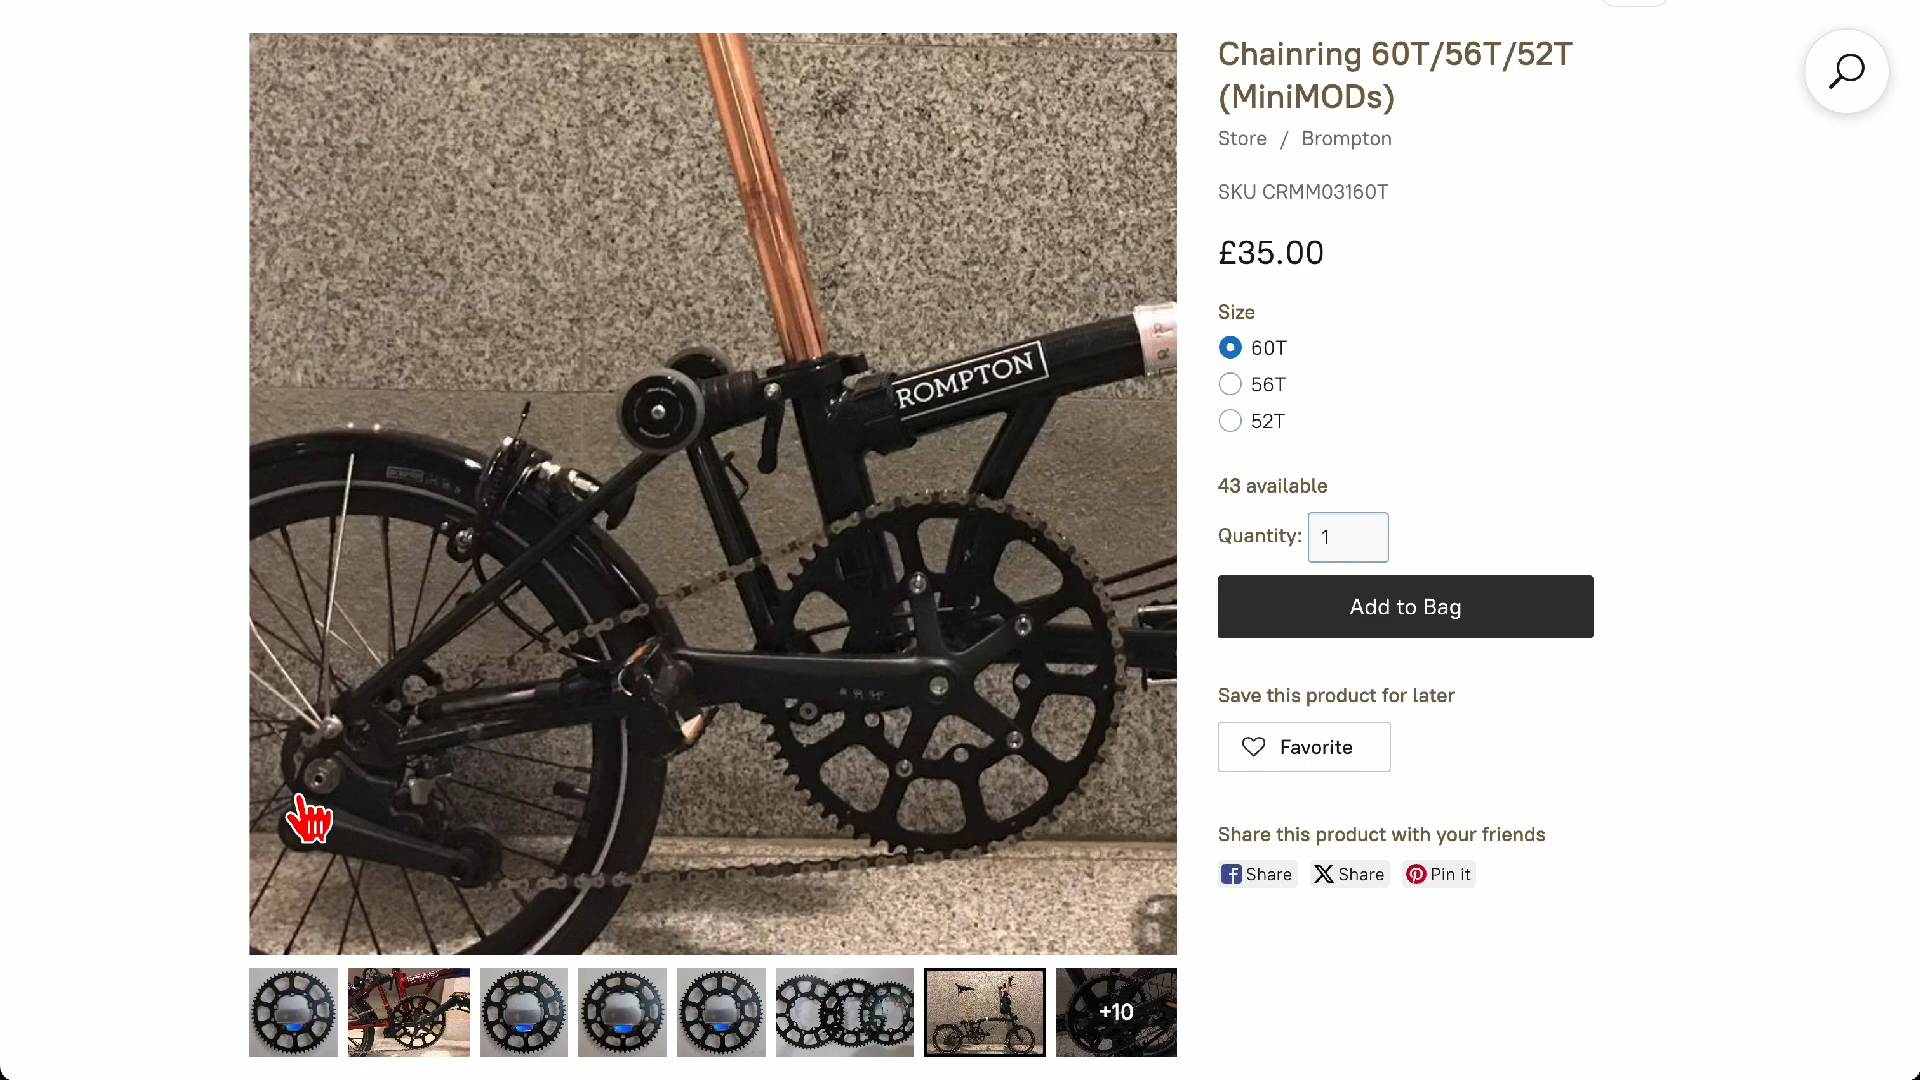 Chainring 60T/56T/52T
(MiniMODs)
Store / Brompton
SKU CRMM03160T
£35.00
Size
60T
56T
52T
43 available
Quantity: 1
Add to Bag
Save this product for later
Favorite
Share this product with your friends
Share Share Pin it
ROMPTON
+10